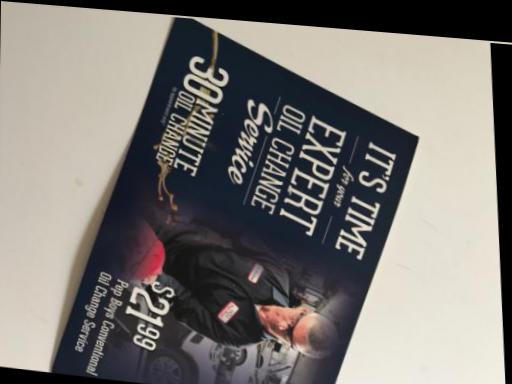 IT'S TIME
for your
EXPERT
OIL CHANGE
Service
30 MINUTE
OIL CHANGE
$21.99
Pep Boys Conventional
Oil Change Service